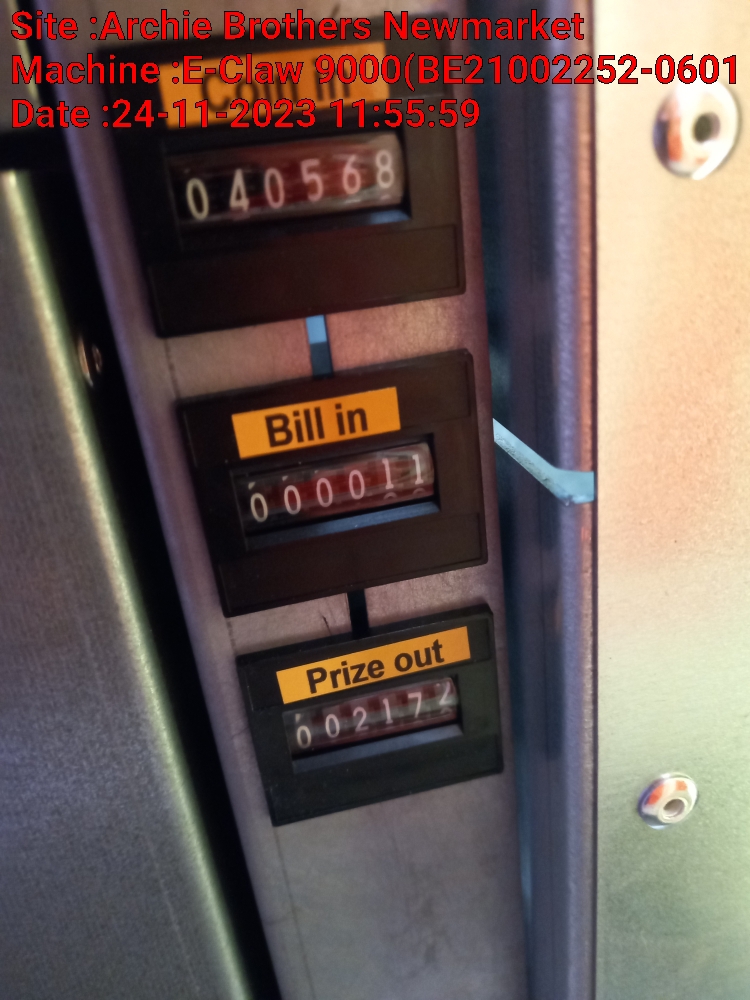 Site :Archie Brothers Newmarket
Machine :E-Claw 9000(BE21002252-0601
Date :24-11-2023 11:55:59
Coin in
040568
Bill in
000011
Prize out
002172